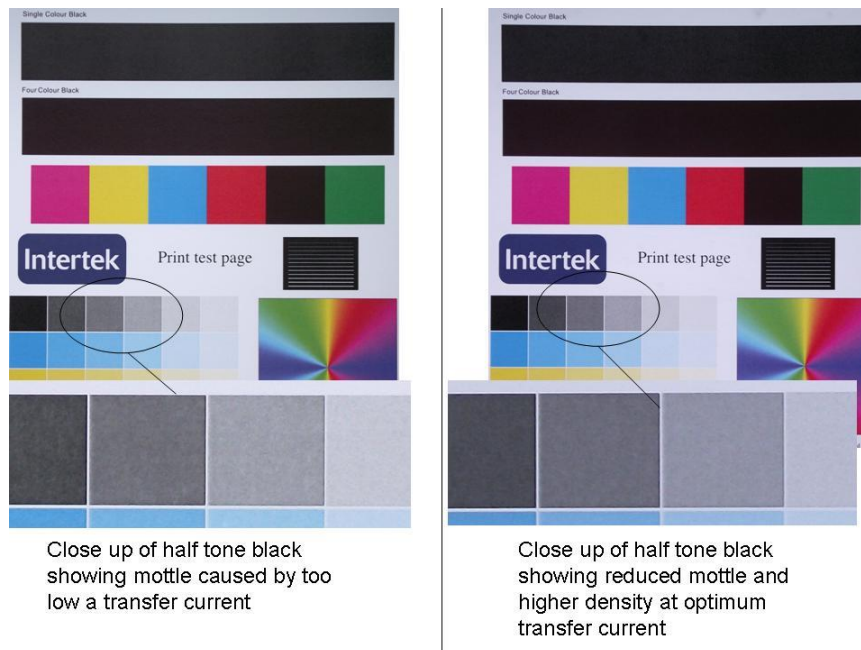 Single Colour Black
Four Colour Black
Intertek
Print test page
Close up of half tone black
showing mottle caused by too
low a transfer current
Single Colour Black
Four Colour Black
Intertek
Print test page
Close up of half tone black
showing reduced mottle and
higher density at optimum
transfer current